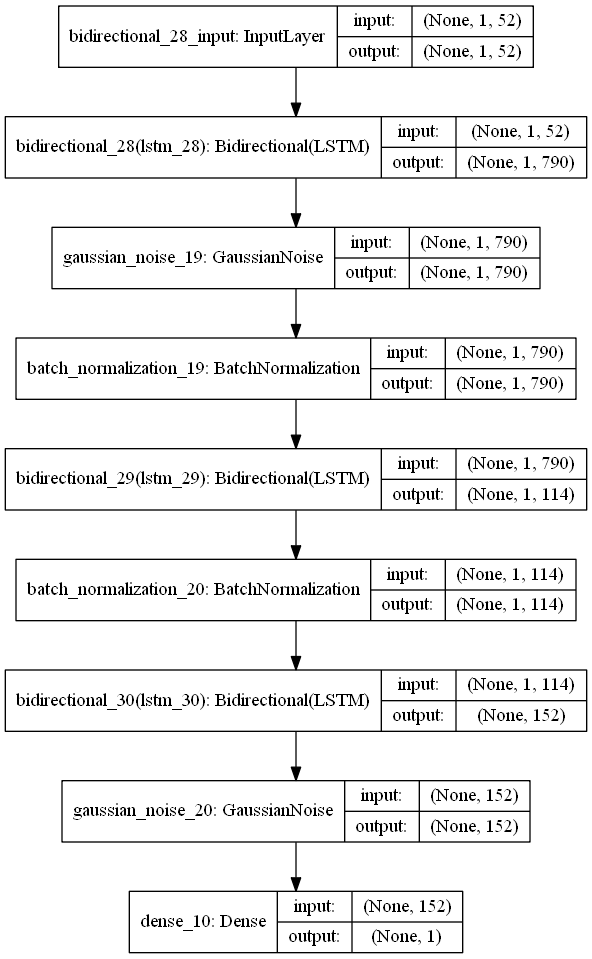 bidirectional_28_input: InputLayer
input: (None, 1, 52)
output: (None, 1, 52)
bidirectional_28(lstm_28): Bidirectional(LSTM)
input: (None, 1, 52)
output: (None, 1, 790)
gaussian_noise_19: GaussianNoise
input: (None, 1, 790)
output: (None, 1, 790)
batch_normalization_19: BatchNormalization
input: (None, 1, 790)
output: (None, 1, 790)
bidirectional_29(lstm_29): Bidirectional(LSTM)
input: (None, 1, 790)
output: (None, 1, 114)
batch_normalization_20: BatchNormalization
input: (None, 1, 114)
output: (None, 1, 114)
bidirectional_30(lstm_30): Bidirectional(LSTM)
input: (None, 1, 114)
output: (None, 152)
gaussian_noise_20: GaussianNoise
input: (None, 152)
output: (None, 152)
dense_10: Dense
input: (None, 152)
output: (None, 1)